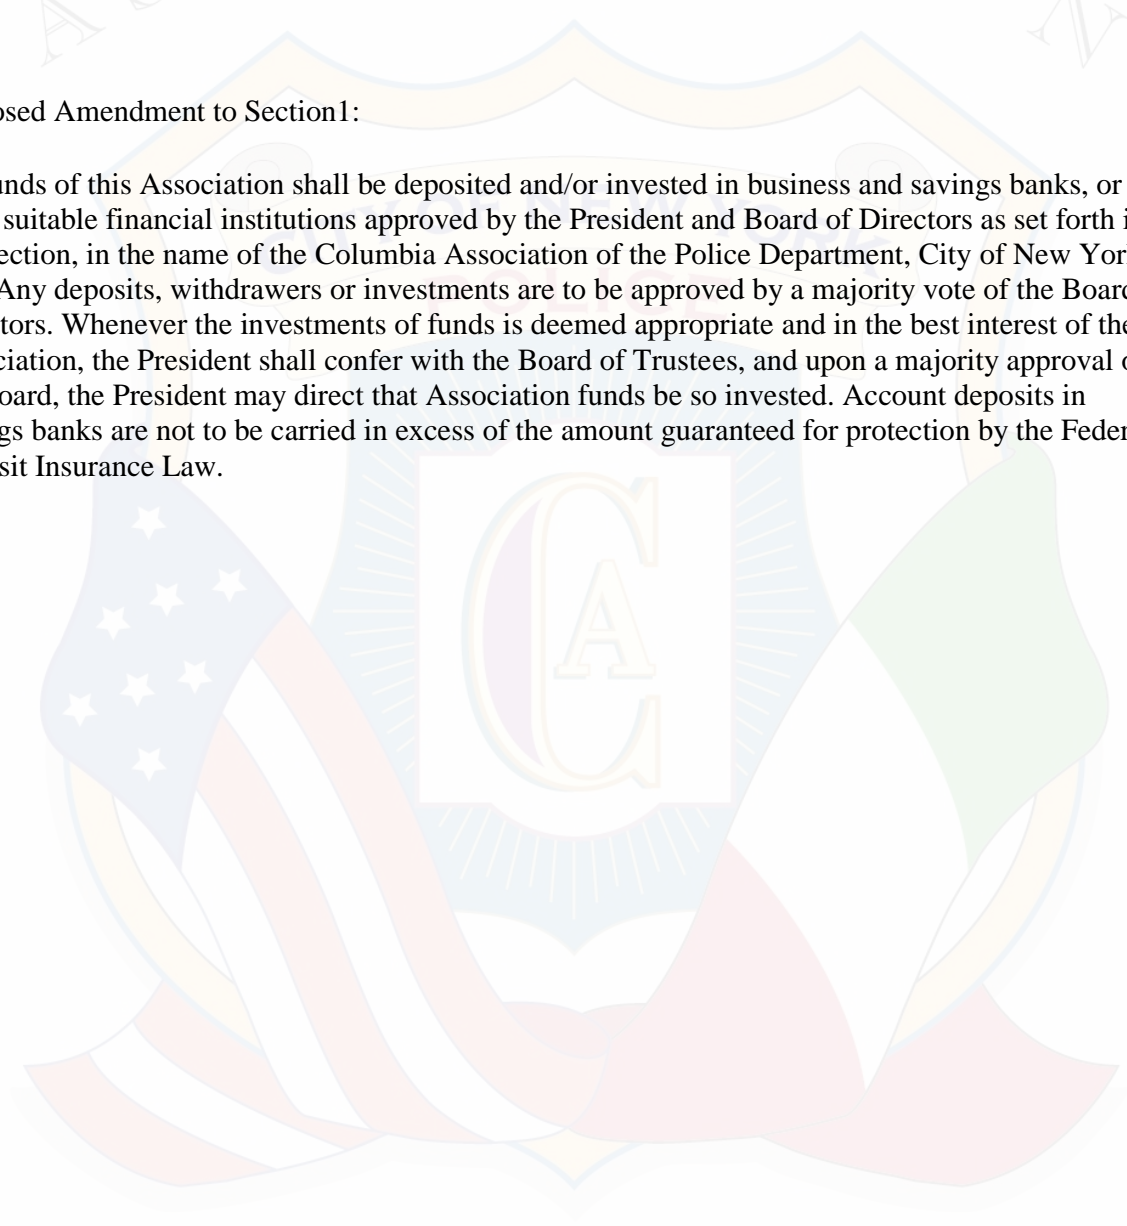 A
N
osed Amendment to Section1:
unds of this Association shall be deposited and/or invested in business and savings banks, or
suitable financial institutions approved by the President and Board of Directors as set forth i
ection, in the name of the Columbia Association of the Police Department, City of New Yor
Any deposits, withdrawers or investments are to be approved by a majority vote of the Board
tors. Whenever the investments of funds is deemed appropriate and in the best interest of the
ciation, the President shall confer with the Board of Trustees, and upon a majority approval o
oard, the President may direct that Association funds be so invested. Account deposits in
gs banks are not to be carried in excess of the amount guaranteed for protection by the Feder
sit Insurance Law.
CITY OF NEW YORK
POLICE
CA